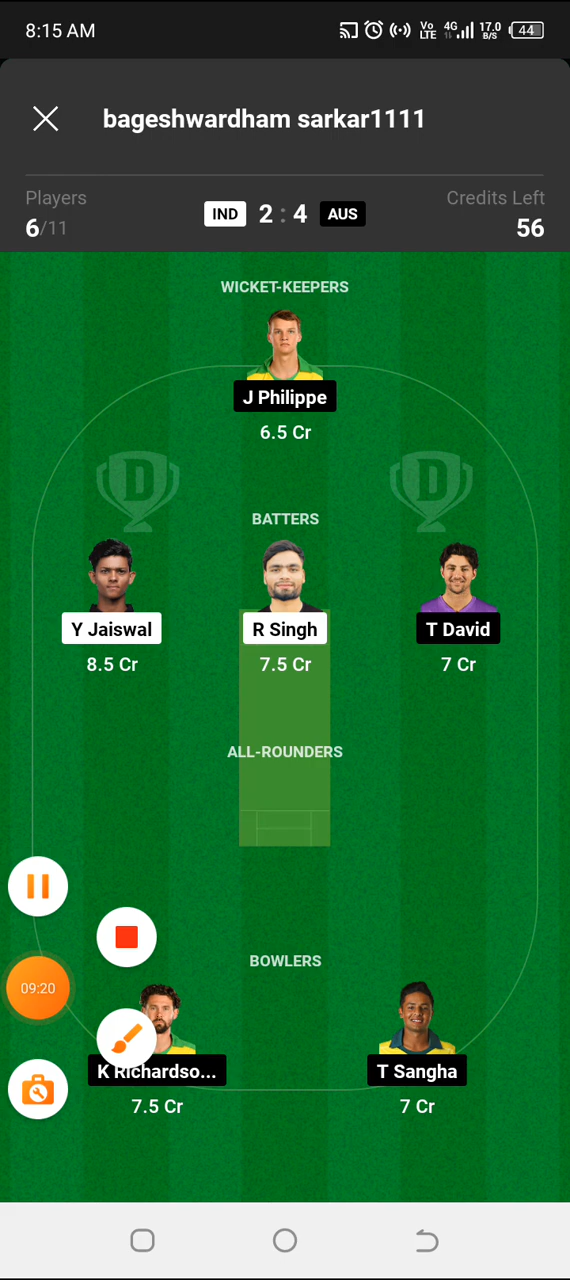 8:15 AM
Vo LTE 4G 17.0 B/S 44
bageshwardham sarkar1111
Players
Credits Left
6/11
IND 2 : 4 AUS
56
WICKET-KEEPERS
J Philippe
6.5 Cr
D D
BATTERS
Y Jaiswal R Singh T David
8.5 Cr 7.5 Cr 7 Cr
ALL-ROUNDERS
BOWLERS
09:20
K Richardso... T Sangha
7.5 Cr 7 Cr